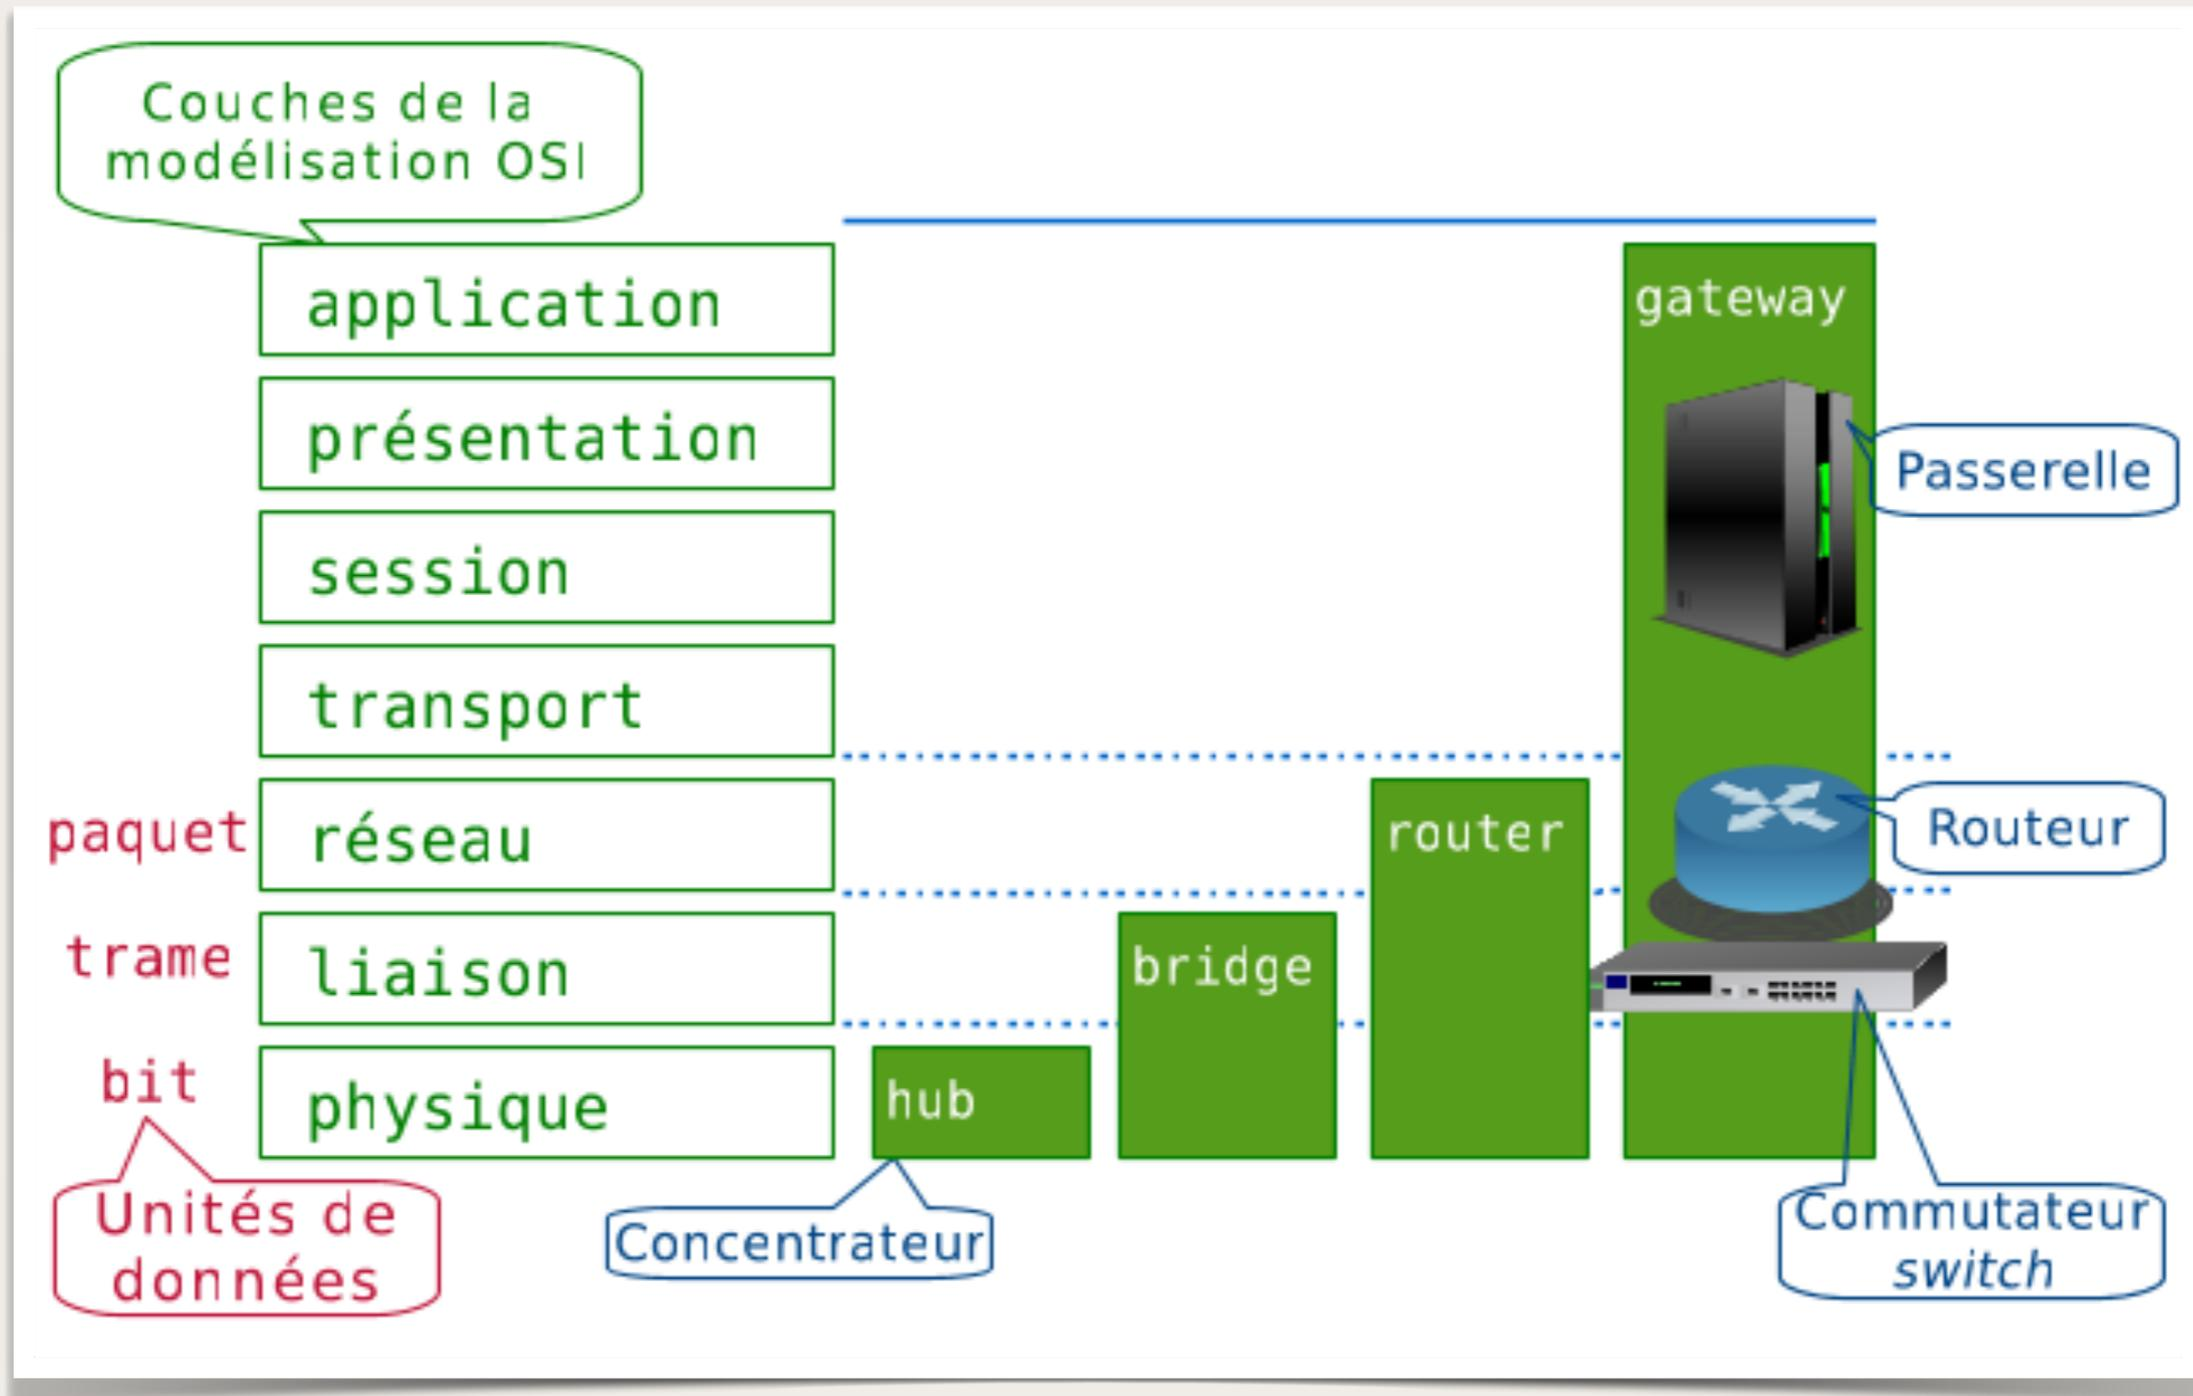 Couches de la
modélisation OSI
application
gateway
présentation
Passerelle
session
transport
paquet
réseau
router
Routeur
trame
liaison
bridge
bit
physique
hub
Unités de
données
Concentrateur
Commutateur
switch